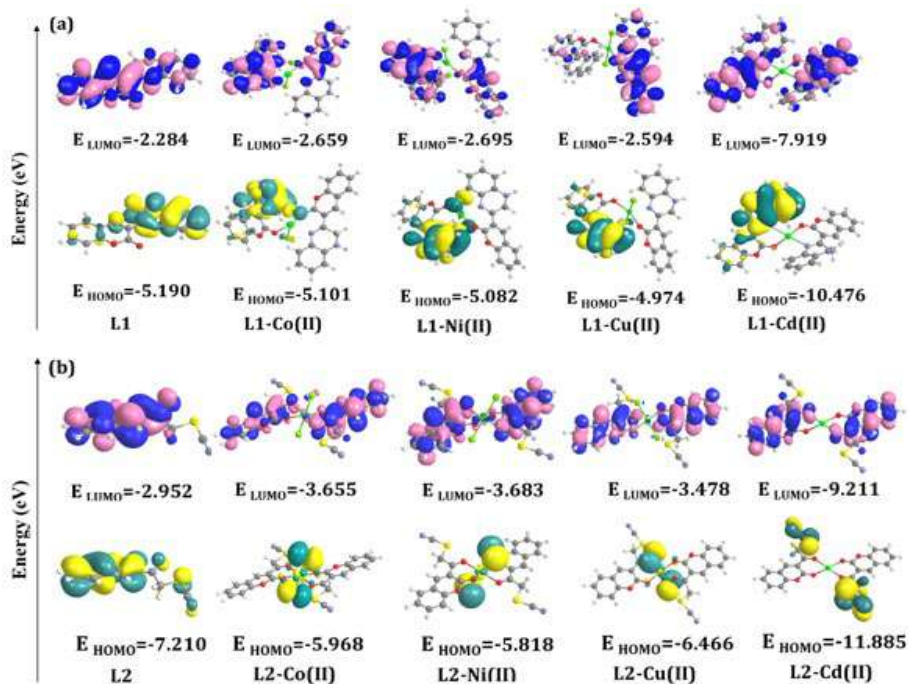 (a)
E LUMO=-2.284 E LUMO=-2.659 E LUMO=-2.695 E LUMO=-2.594 E LUMO=-7.919
Energy (eV)
E HOMO=-5.190 E HOMO=-5.101 E HOMO=-5.082 E HOMO=-4.974 E HOMO=-10.476
L1 L1-Co(II) L1-Ni(II) L1-Cu(II) L1-Cd(II)
(b)
E LUMO=-2.952 E LUMO=-3.655 E LUMO=-3.683 E LUMO=-3.478 E LUMO=-9.211
Energy (eV)
E HOMO=-7.210 E HOMO=-5.968 E HOMO=-5.818 E HOMO=-6.466 E HOMO=-11.885
L2 L2-Co(II) L2-Ni(II) L2-Cu(II) L2-Cd(II)